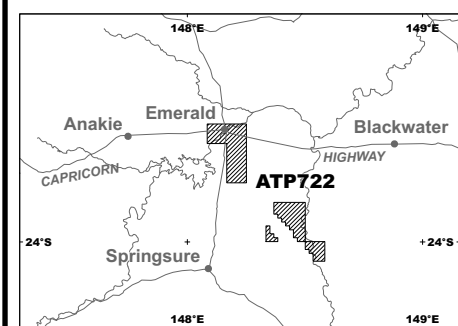 148°E 149°E
Emerald
Anakie
Blackwater
HIGHWAY
CAPRICORN
ATP722
24°S 24°S
Springsure
148°E 149°E